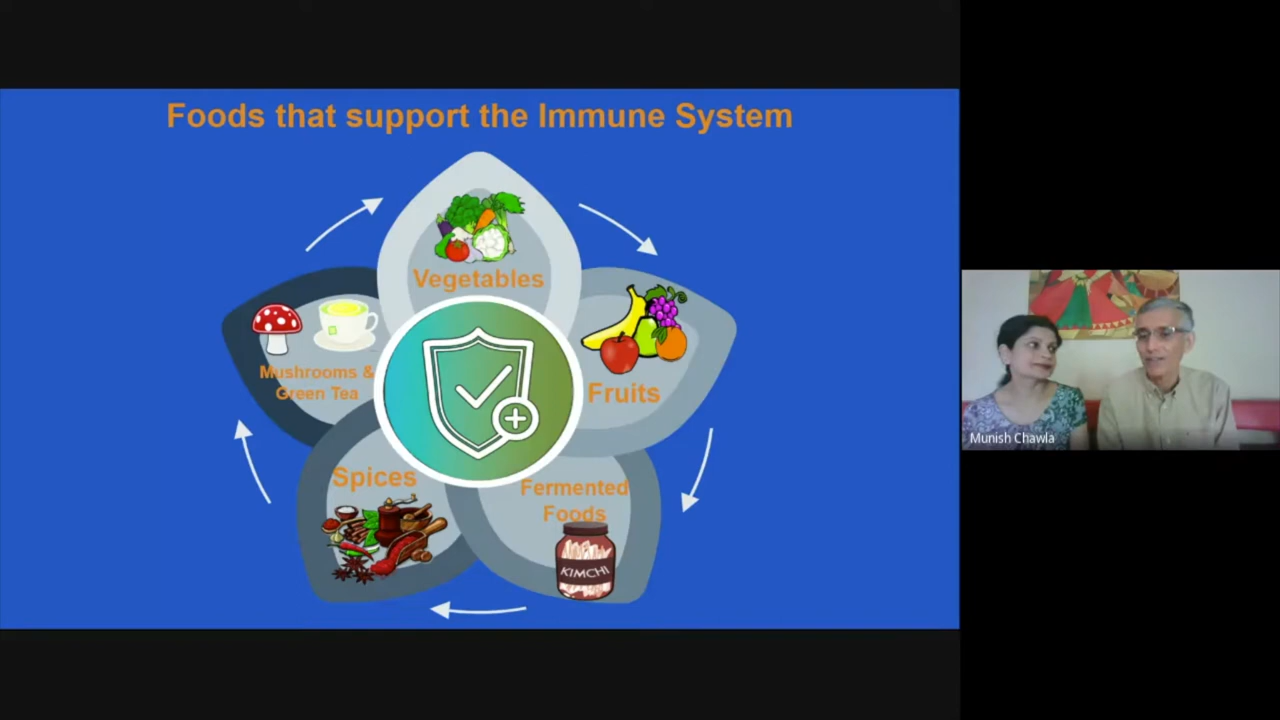 Foods that support the Immune System
Vegetables
Fruits
Fermented
Foods
KIMCHI
Spices
Mushrooms &
Green Tea
Munish Chawla